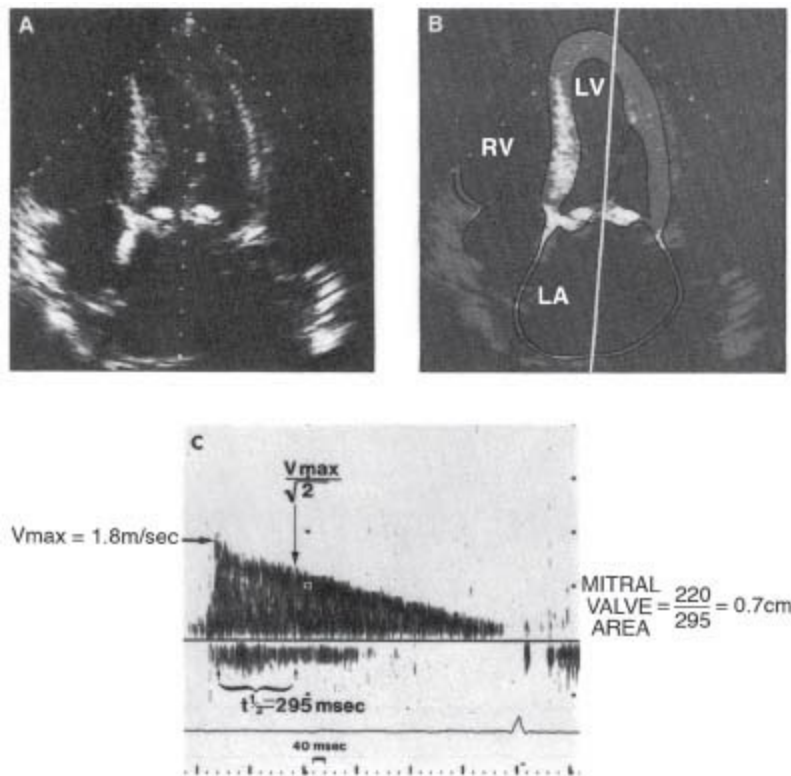 A
B
LV
RV
LA
C
Vmax
√2
Vmax = 1.8m/sec
MITRAL
VALVE = 220/295 = 0.7cm
AREA
t½=295 msec
40 msec